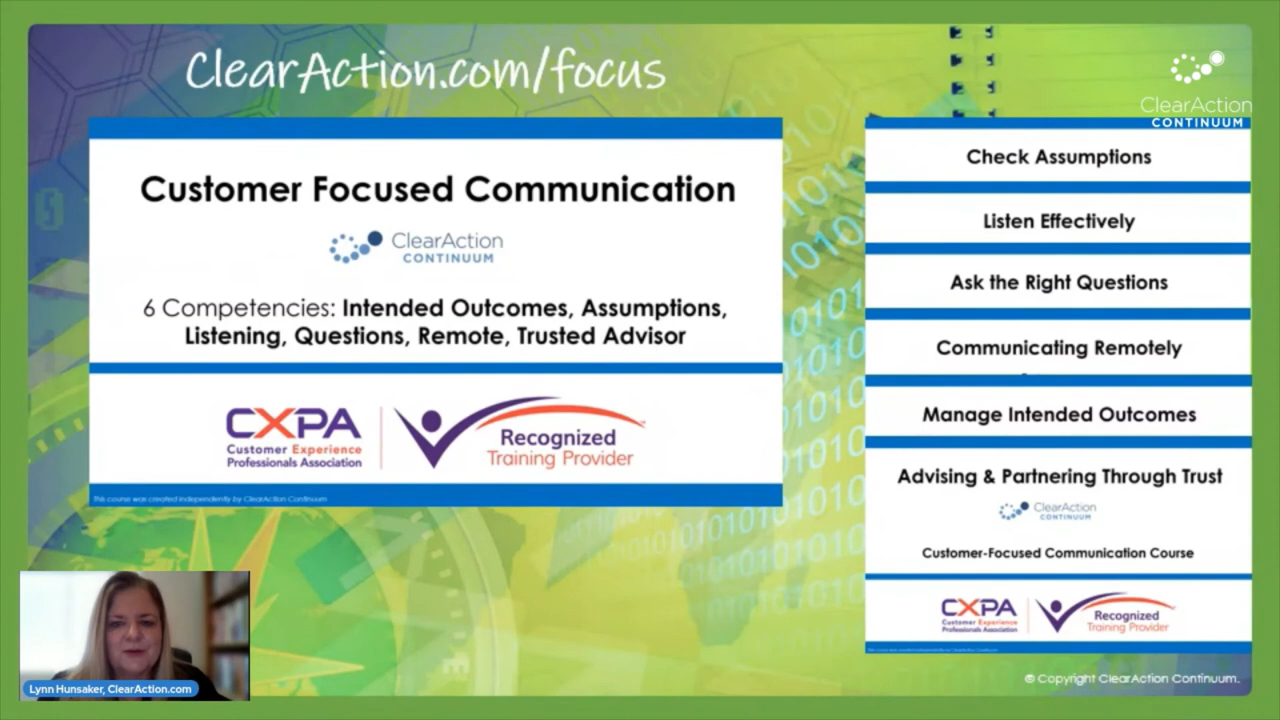 ClearAction.com/focus
ClearAction
CONTINUUM
Customer Focused Communication
ClearAction
CONTINUUM
6 Competencies: Intended Outcomes, Assumptions,
Listening, Questions, Remote, Trusted Advisor
CXPA
Customer Experience
Professionals Association
Recognized
Training Provider
This course was created independently by ClearAction Continuum
Check Assumptions
Listen Effectively
Ask the Right Questions
Communicating Remotely
Manage Intended Outcomes
Advising & Partnering Through Trust
ClearAction
CONTINUUM
Customer-Focused Communication Course
CXPA
Customer Experience
Professionals Association
Recognized
Training Provider
Lynn Hunsaker, ClearAction.com
© Copyright ClearAction Continuum.